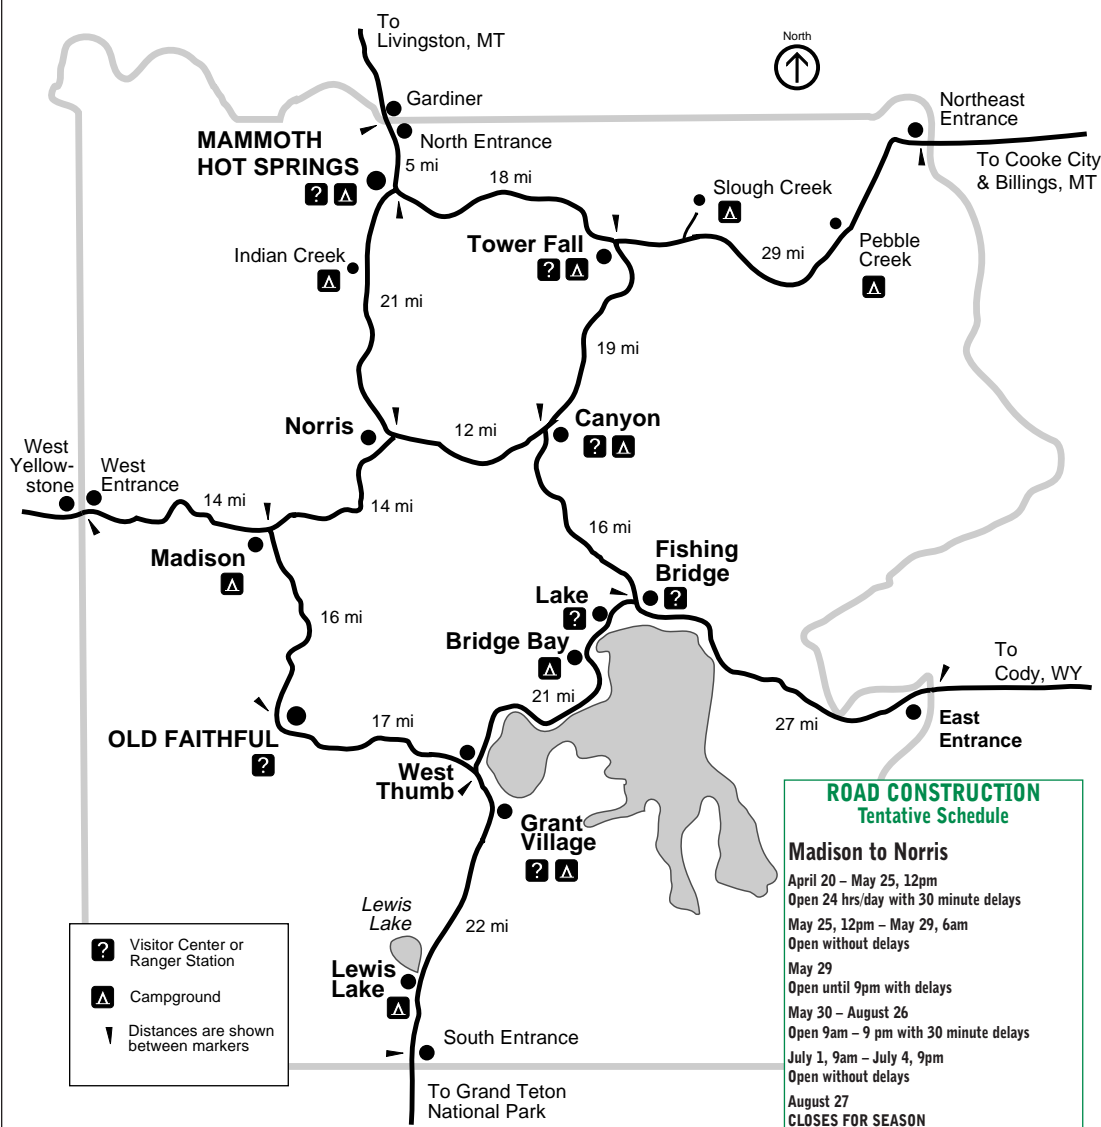 To
Livingston, MT
North
Gardiner
North Entrance
MAMMOTH
HOT SPRINGS
?
5 mi
18 mi
Northeast
Entrance
To Cooke City
& Billings, MT
Slough Creek
Tower Fall
?
Indian Creek
29 mi
Pebble
Creek
21 mi
19 mi
Norris
12 mi
Canyon
?
West
Yellow-
stone
West
Entrance
14 mi
14 mi
Madison
16 mi
Fishing
Bridge
?
Lake
?
16 mi
Bridge Bay
21 mi
To
Cody, WY
27 mi
East
Entrance
17 mi
OLD FAITHFUL
?
West
Thumb
Grant
Village
?
Lewis
Lake
22 mi
Lewis
Lake
South Entrance
To Grand Teton
National Park
?
Visitor Center or
Ranger Station
Campground
Distances are shown
between markers
ROAD CONSTRUCTION
Tentative Schedule
Madison to Norris
April 20 – May 25, 12pm
Open 24 hrs/day with 30 minute delays
May 25, 12pm – May 29, 6am
Open without delays
May 29
Open until 9pm with delays
May 30 – August 26
Open 9am – 9 pm with 30 minute delays
July 1, 9am – July 4, 9pm
Open without delays
August 27
CLOSES FOR SEASON